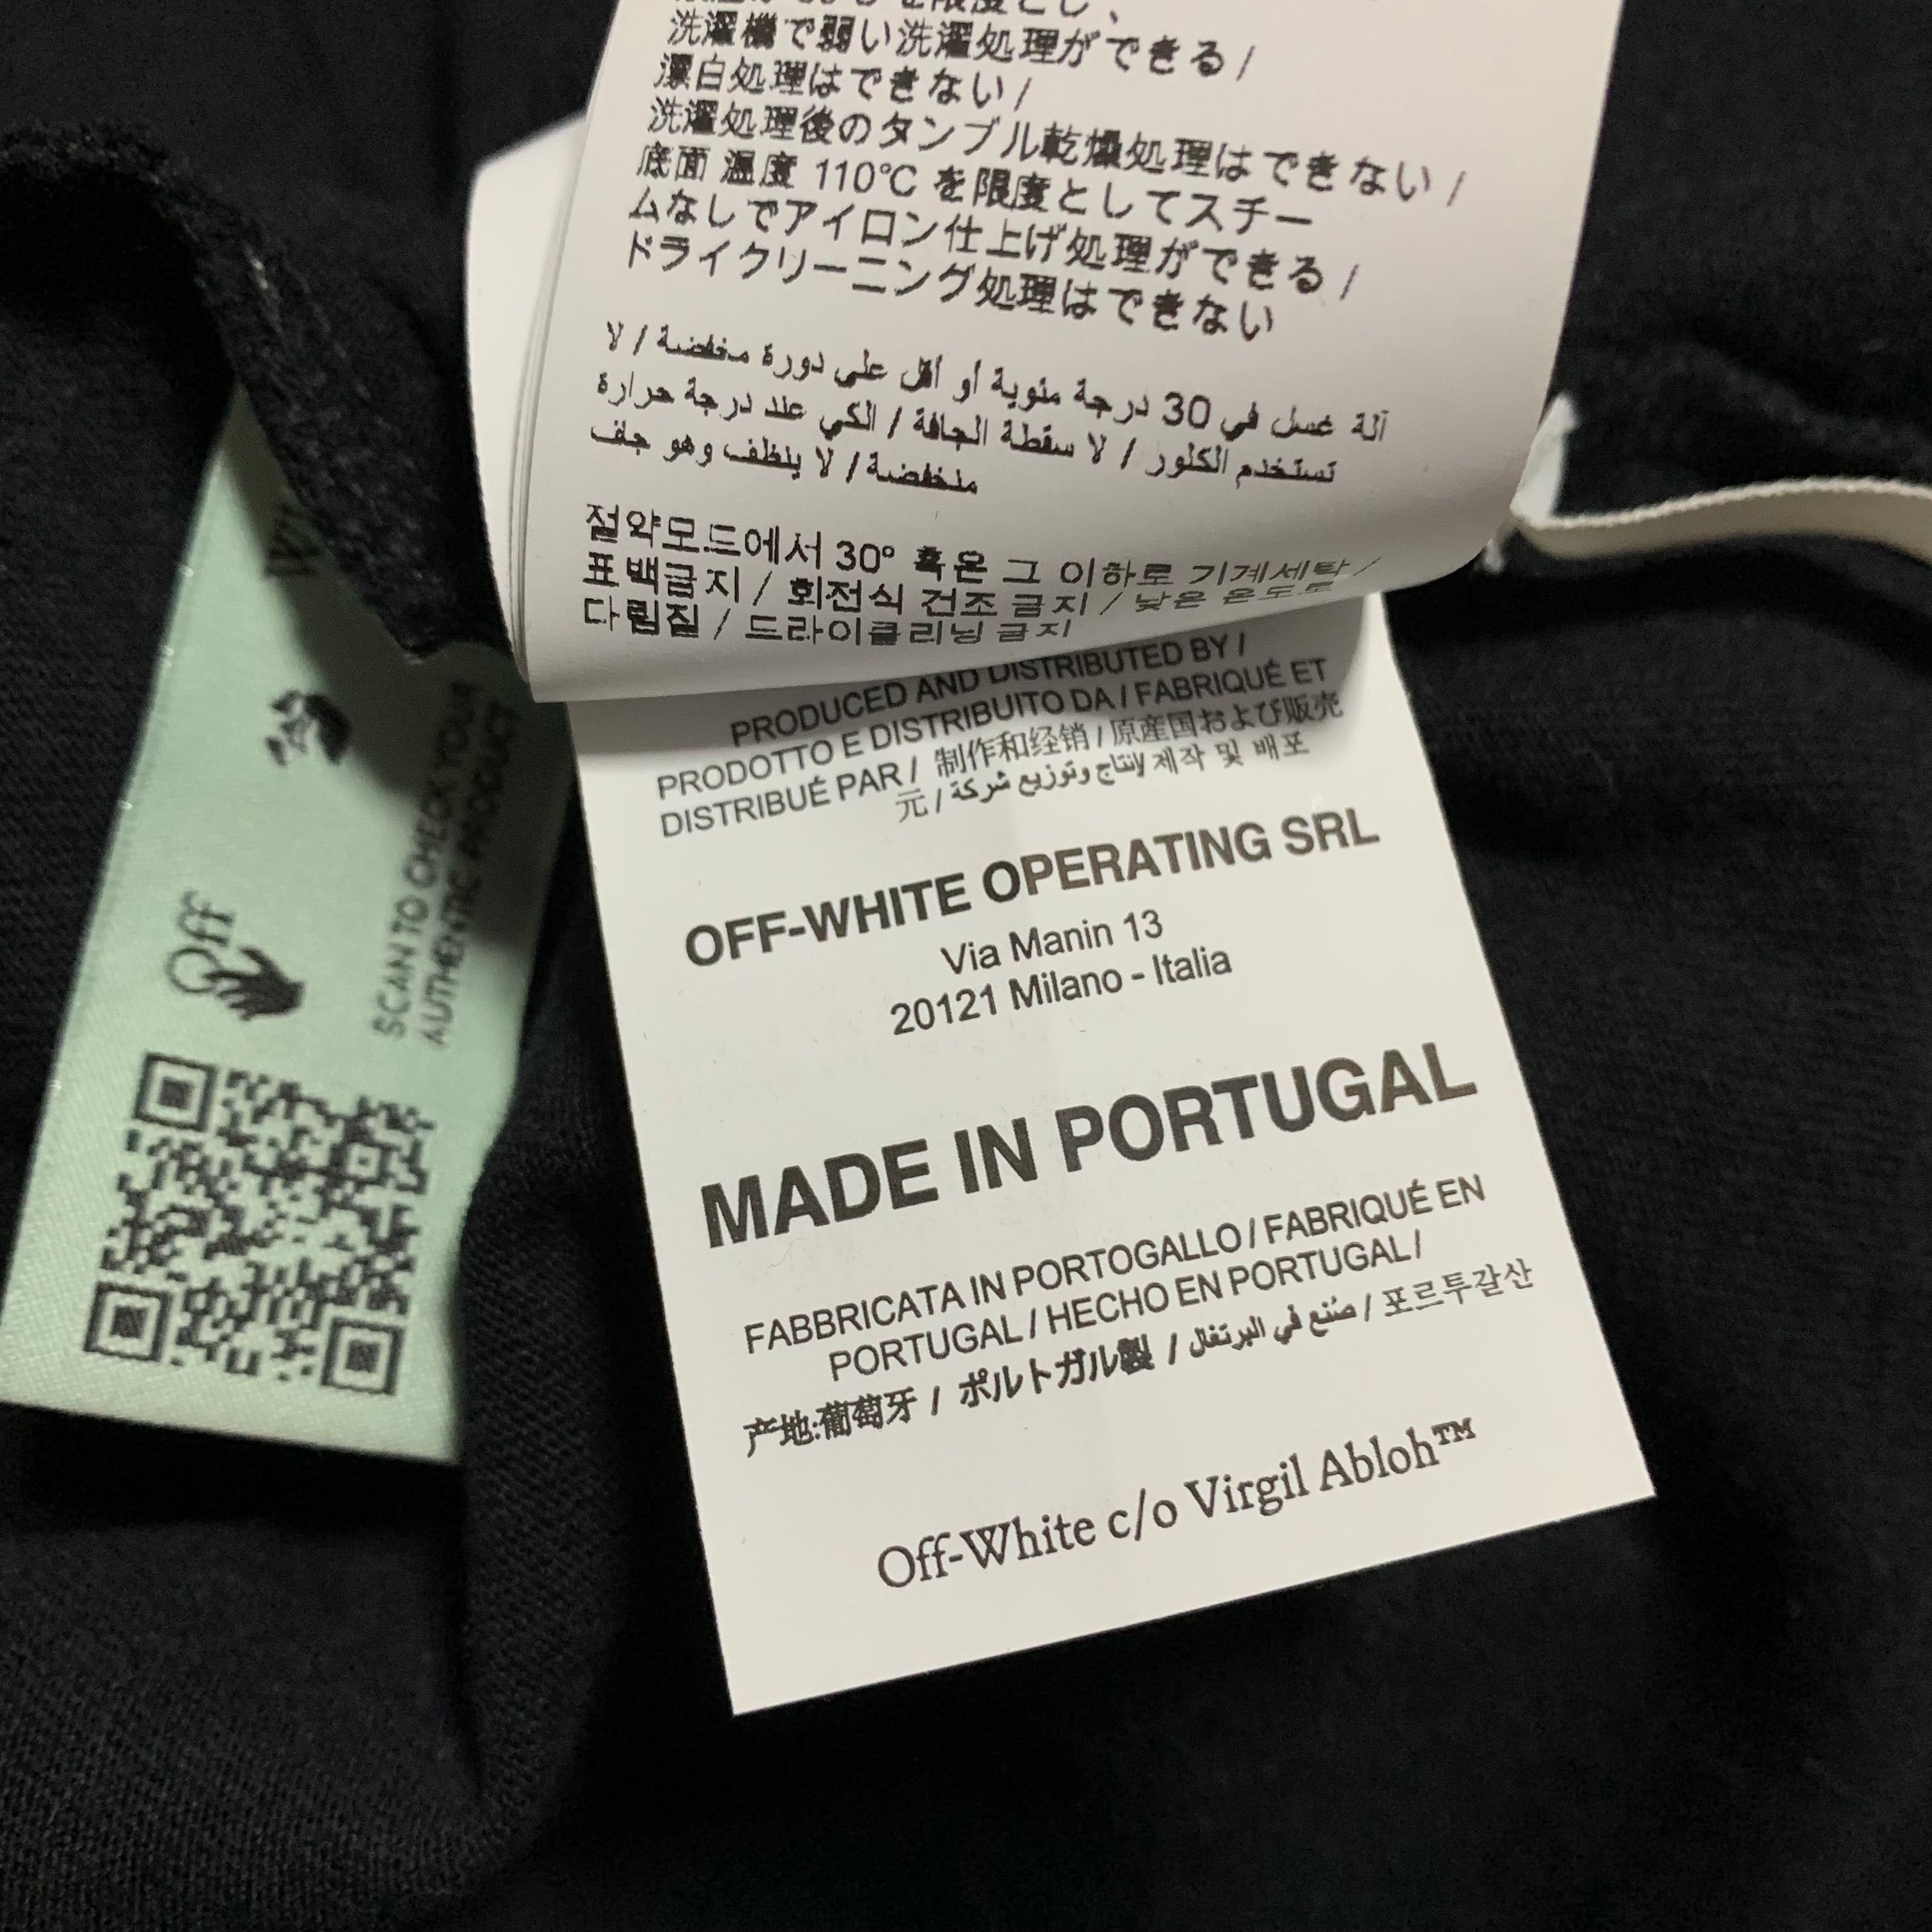 洗濯機で弱い洗濯処理ができる /
漂白処理はできない /
洗濯処理後のタンブル乾燥処理はできない /
底面 温度 110℃ を限度としてスチー
ムなしでアイロン仕上げ処理ができる /
ドライクリーニング処理はできない
آلة غسل في 30 درجة مئوية أو أقل على دورة مخفضة / لا
تستخدم الكلور / لا سقطة الجافة / الكي عند درجة حرارة
منخفضة / لا ينظف وهو جاف
절약모드에서 30° 혹은 그 이하로 기계세탁 /
표백금지 / 회전식 건조 금지 / 낮은 온도로
다림질 / 드라이클리닝 금지
PRODUCED AND DISTRIBUTED BY /
PRODOTTO E DISTRIBUITO DA / FABRIQUÉ ET
DISTRIBUÉ PAR / 制作和经销 / 原産国および販売
元 / لإنتاج وتوزيع شركة 제작 및 배포
OFF-WHITE OPERATING SRL
Via Manin 13
20121 Milano - Italia
MADE IN PORTUGAL
FABBRICATA IN PORTOGALLO / FABRIQUÉ EN
PORTUGAL / HECHO EN PORTUGAL /
产地:葡萄牙 / ポルトガル製 / صُنع في البرتغال / 포르투갈산
Off-White c/o Virgil Abloh™
Off
SCAN TO CHECK YOUR
AUTHENTIC PRODUCT